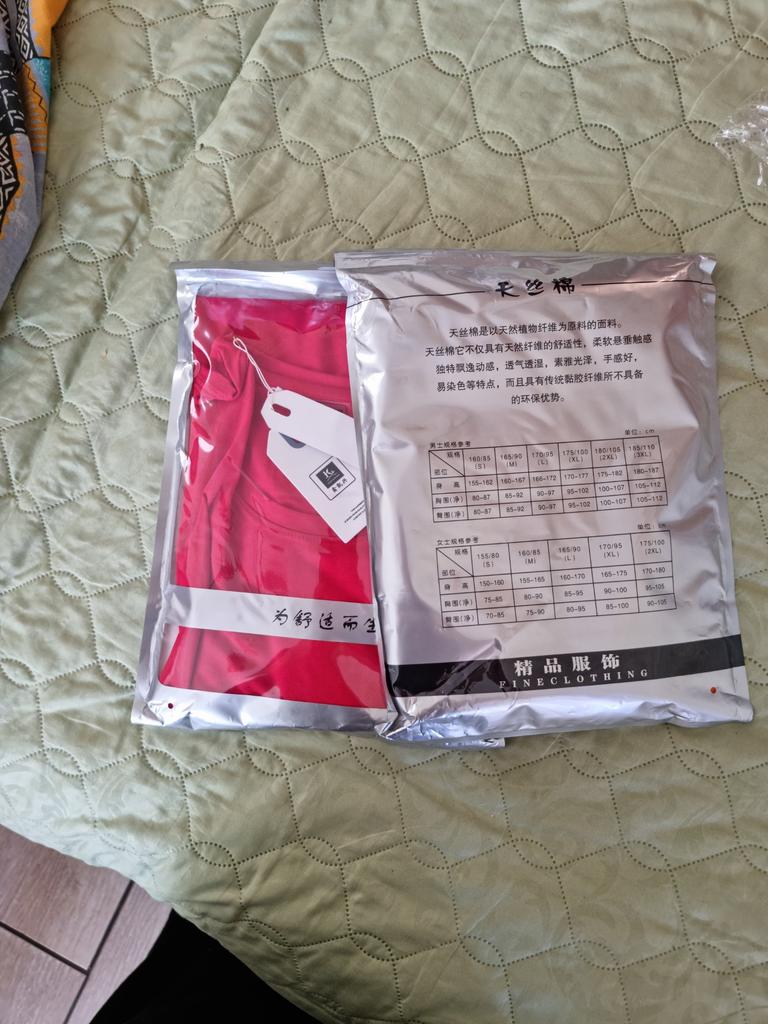 天丝棉
天丝棉是以天然植物纤维为原料的面料。
天丝棉它不仅具有天然纤维的舒适性，柔软悬垂触感
独特飘逸动感，透气透湿，素雅光泽，手感好，
易染色等特点，而且具有传统黏胶纤维所不具备
的环保优势。
男士规格参考 单位：cm
规格 部位 160/85 (S) 165/90 (M) 170/95 (L) 175/100 (XL) 180/105 (2XL) 185/110 (3XL)
身 高 155-162 160-167 166-172 170-177 175-182 180-187
胸围(净) 80-87 85-92 90-97 95-102 100-107 105-112
臀围(净) 80-87 85-92 90-97 95-102 100-107 105-112
女士规格参考 单位：cm
规格 部位 155/80 (S) 160/85 (M) 165/90 (L) 170/95 (XL) 175/100 (2XL)
身 高 150-160 155-165 160-170 165-175 170-180
胸围(净) 75-85 80-90 85-95 90-100 95-105
臀围(净) 70-85 75-90 80-95 85-100 90-105
精品服饰
FINECLOTHING
为舒适而生